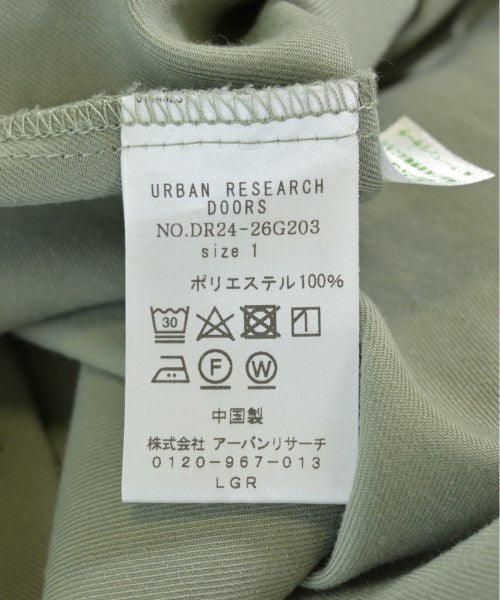 URBAN RESEARCH
DOORS
NO.DR24-26G203
size 1
ポリエステル100%
30
F W
中国製
株式会社 アーバンリサーチ
0120-967-013
LGR